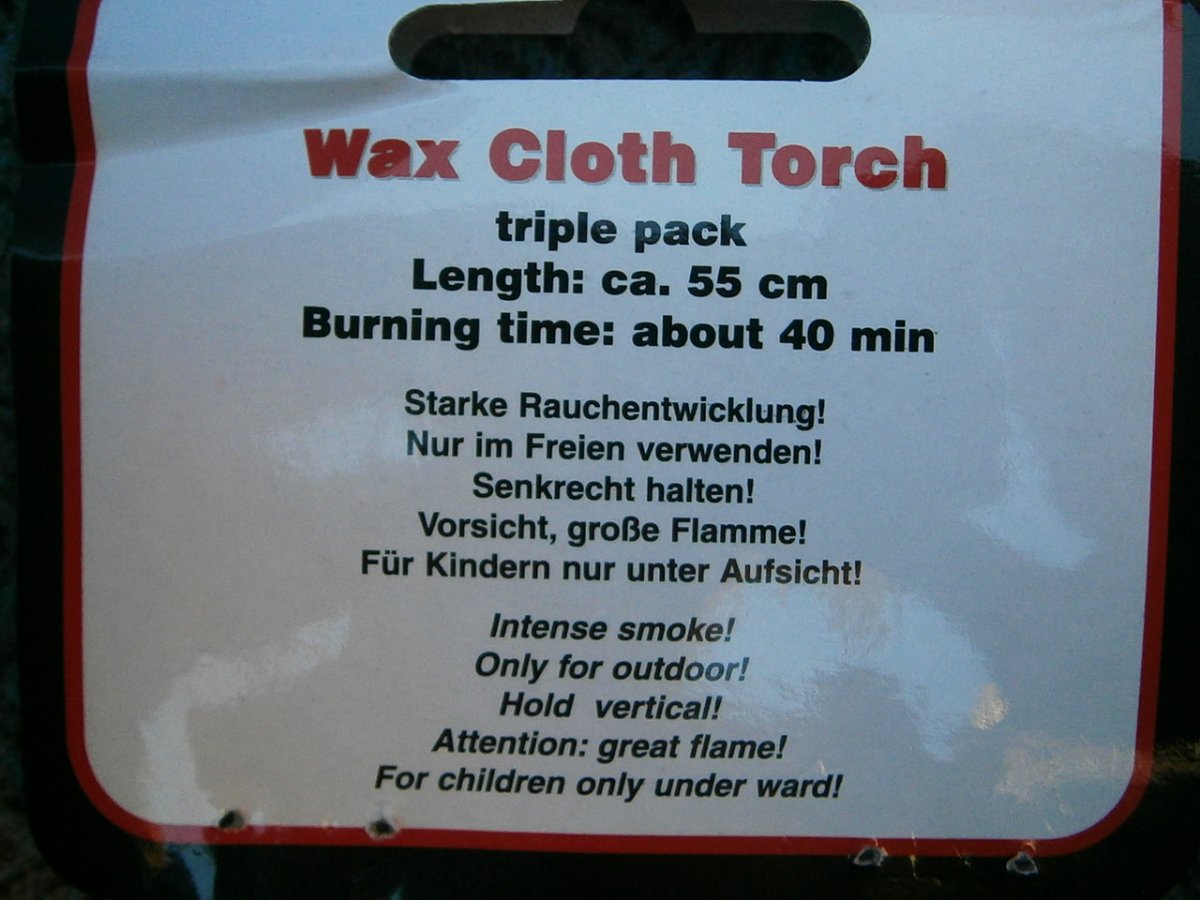 Wax Cloth Torch
triple pack
Length: ca. 55 cm
Burning time: about 40 min
Starke Rauchentwicklung!
Nur im Freien verwenden!
Senkrecht halten!
Vorsicht, große Flamme!
Für Kindern nur unter Aufsicht!
Intense smoke!
Only for outdoor!
Hold vertical!
Attention: great flame!
For children only under ward!